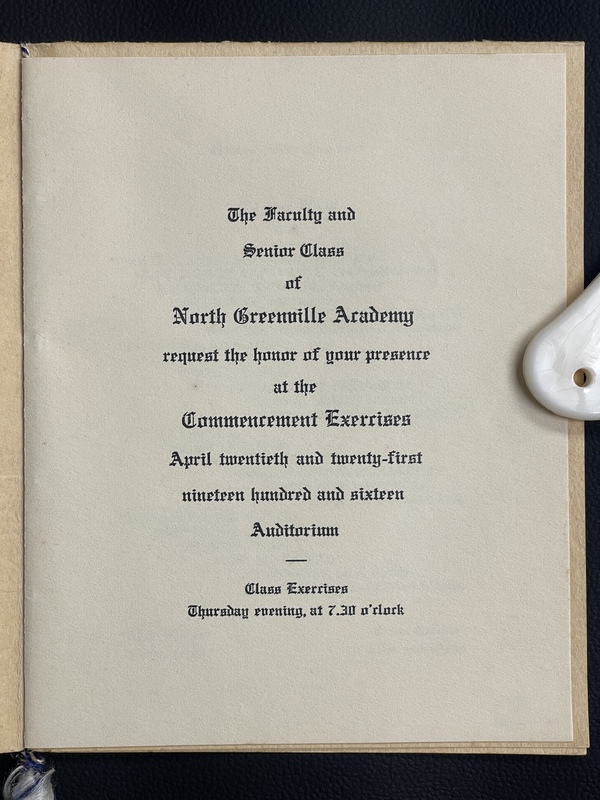 The Faculty and
Senior Class
of
North Greenville Academy
request the honor of your presence
at the
Commencement Exercises
April twentieth and twenty-first
nineteen hundred and sixteen
Auditorium
Class Exercises
Thursday evening, at 7.30 o'clock